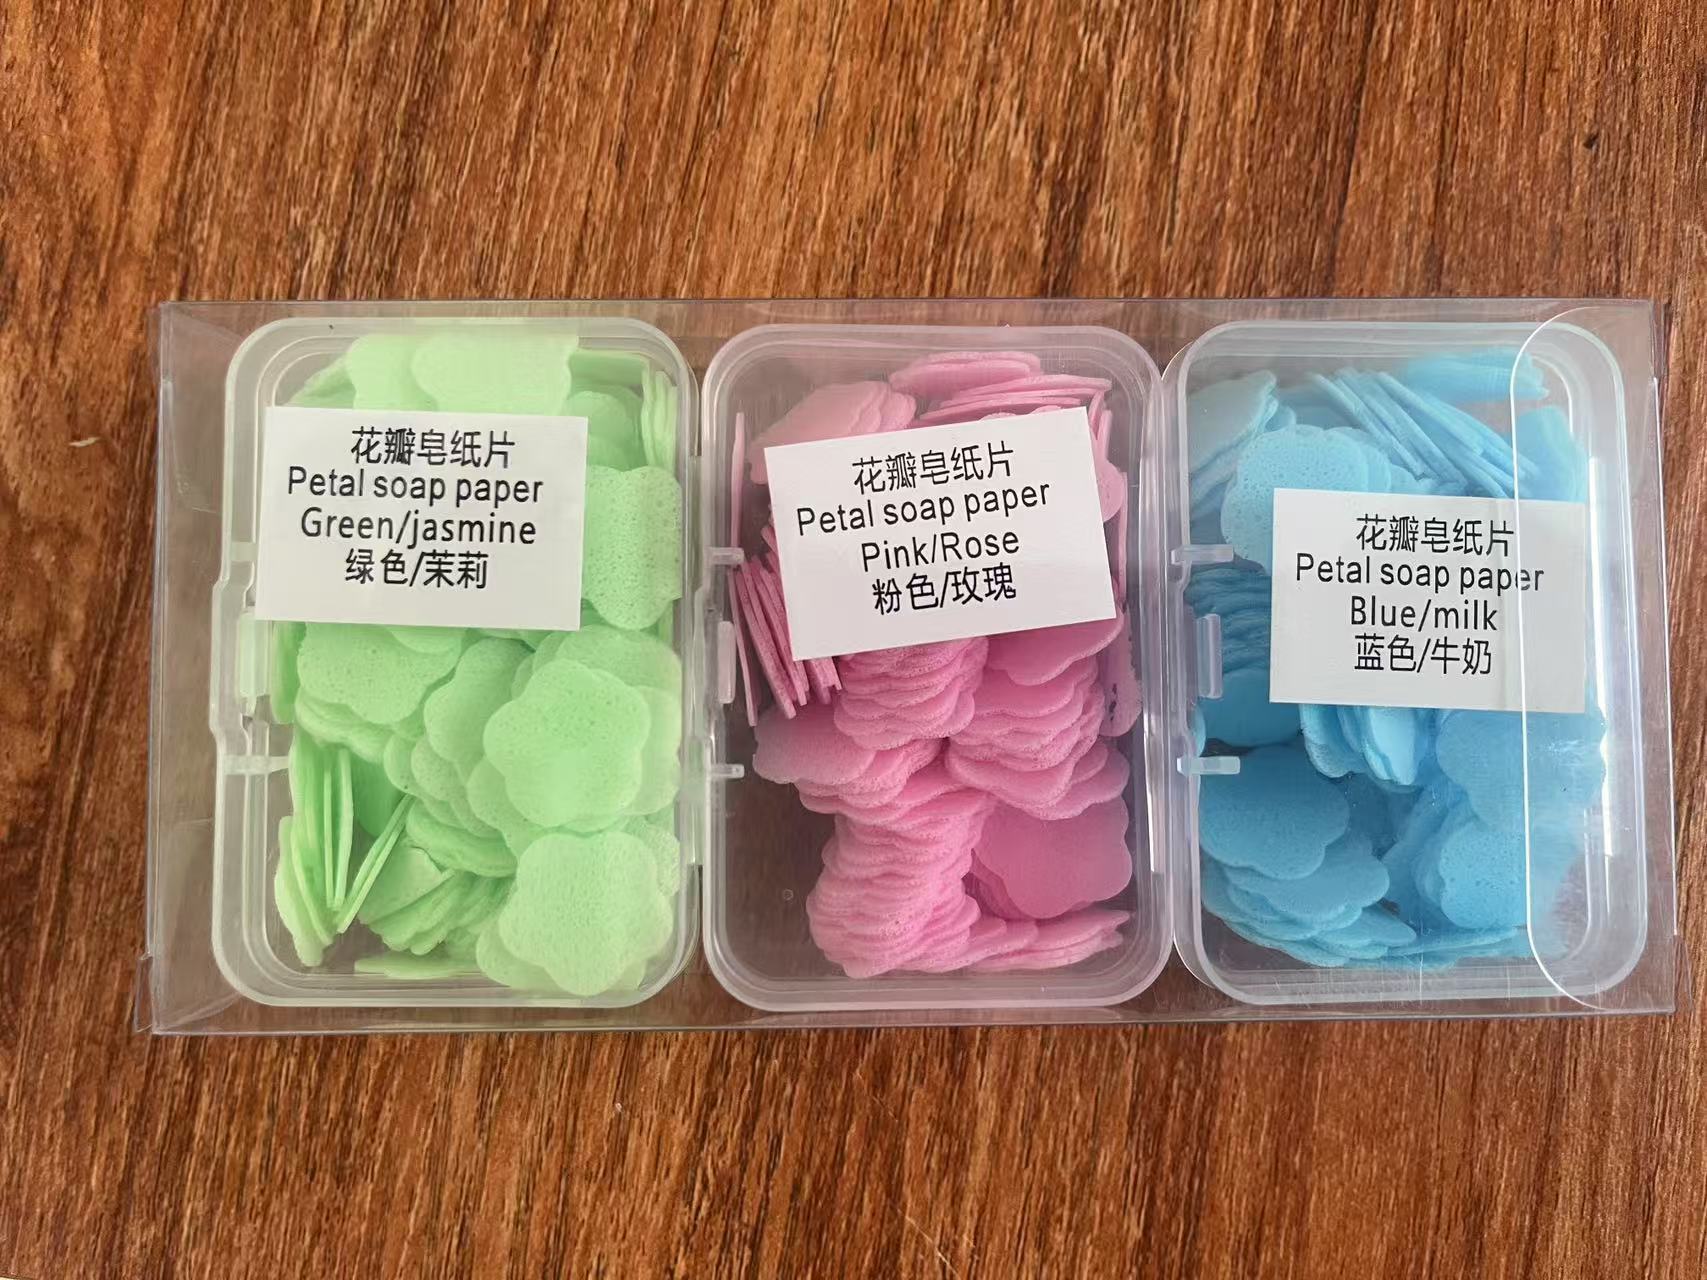 花瓣皂纸片
Petal soap paper
Green/jasmine
绿色/茉莉
花瓣皂纸片
Petal soap paper
Pink/Rose
粉色/玫瑰
花瓣皂纸片
Petal soap paper
Blue/milk
蓝色/牛奶